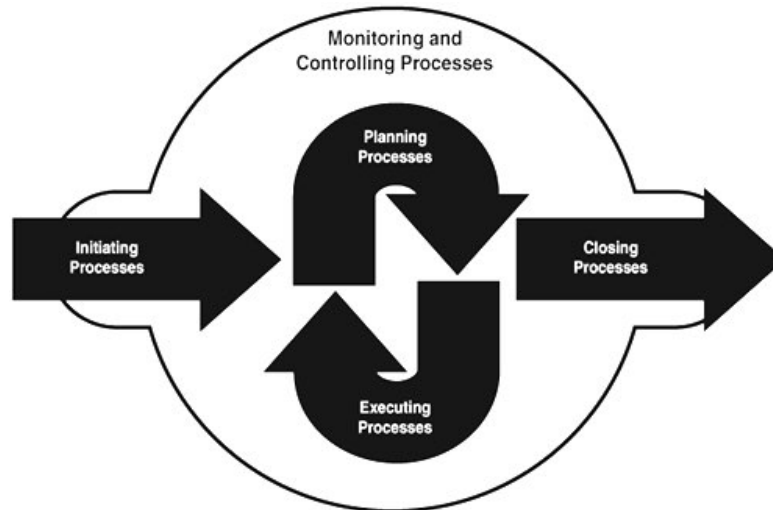 Monitoring and
Controlling Processes
Planning
Processes
Initiating
Processes
Closing
Processes
Executing
Processes